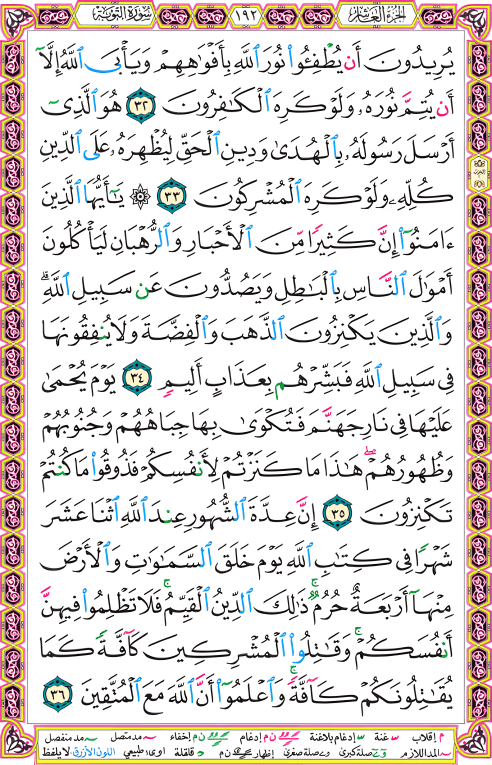 الجزء العاشر ١٩٢ سورة التوبة
يُرِيدُونَ أَن يُطْفِـُٔوا۟ نُورَ ٱللَّهِ بِأَفْوَٰهِهِمْ وَيَأْبَى ٱللَّهُ إِلَّآ
أَن يُتِمَّ نُورَهُۥ وَلَوْ كَرِهَ ٱلْكَـٰفِرُونَ ٣٢ هُوَ ٱلَّذِىٓ
أَرْسَلَ رَسُولَهُۥ بِٱلْهُدَىٰ وَدِينِ ٱلْحَقِّ لِيُظْهِرَهُۥ عَلَى ٱلدِّينِ
كُلِّهِۦ وَلَوْ كَرِهَ ٱلْمُشْرِكُونَ ٣٣ ۞ يَـٰٓأَيُّهَا ٱلَّذِينَ
ءَامَنُوٓا۟ إِنَّ كَثِيرًا مِّنَ ٱلْأَحْبَارِ وَٱلرُّهْبَانِ لَيَأْكُلُونَ
أَمْوَٰلَ ٱلنَّاسِ بِٱلْبَـٰطِلِ وَيَصُدُّونَ عَن سَبِيلِ ٱللَّهِ ۗ
وَٱلَّذِينَ يَكْنِزُونَ ٱلذَّهَبَ وَٱلْفِضَّةَ وَلَا يُنفِقُونَهَا
فِى سَبِيلِ ٱللَّهِ فَبَشِّرْهُم بِعَذَابٍ أَلِيمٍ ٣٤ يَوْمَ يُحْمَىٰ
عَلَيْهَا فِى نَارِ جَهَنَّمَ فَتُكْوَىٰ بِهَا جِبَاهُهُمْ وَجُنُوبُهُمْ
وَظُهُورُهُمْ ۖ هَـٰذَا مَا كَنَزْتُمْ لِأَنفُسِكُمْ فَذُوقُوا۟ مَا كُنتُمْ
تَكْنِزُونَ ٣٥ إِنَّ عِدَّةَ ٱلشُّهُورِ عِندَ ٱللَّهِ ٱثْنَا عَشَرَ
شَهْرًا فِى كِتَـٰبِ ٱللَّهِ يَوْمَ خَلَقَ ٱلسَّمَـٰوَٰتِ وَٱلْأَرْضَ
مِنْهَآ أَرْبَعَةٌ حُرُمٌ ۚ ذَٰلِكَ ٱلدِّينُ ٱلْقَيِّمُ ۚ فَلَا تَظْلِمُوا۟ فِيهِنَّ
أَنفُسَكُمْ ۚ وَقَـٰتِلُوا۟ ٱلْمُشْرِكِينَ كَآفَّةً كَمَا
يُقَـٰتِلُونَكُمْ كَآفَّةً ۚ وَٱعْلَمُوٓا۟ أَنَّ ٱللَّهَ مَعَ ٱلْمُتَّقِينَ ٣٦
م إقلاب س غنة س إدغام بلاغنة ن م إدغام ن م إخفاء مد متصل مد منفصل
المد اللازم صلة كبرى صلة صغرى إظهار ن م د قلقلة ا و ى: طبيعي اللون الأزرق: لا يلفظ